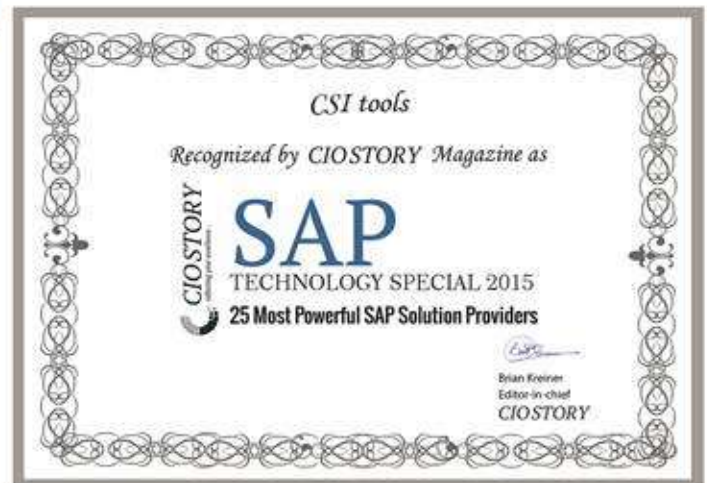 CSI tools
Recognized by CIOSTORY Magazine as
CIOSTORY
SAP
TECHNOLOGY SPECIAL 2015
25 Most Powerful SAP Solution Providers
Brian Kreiner
Editor-in-chief
CIOSTORY